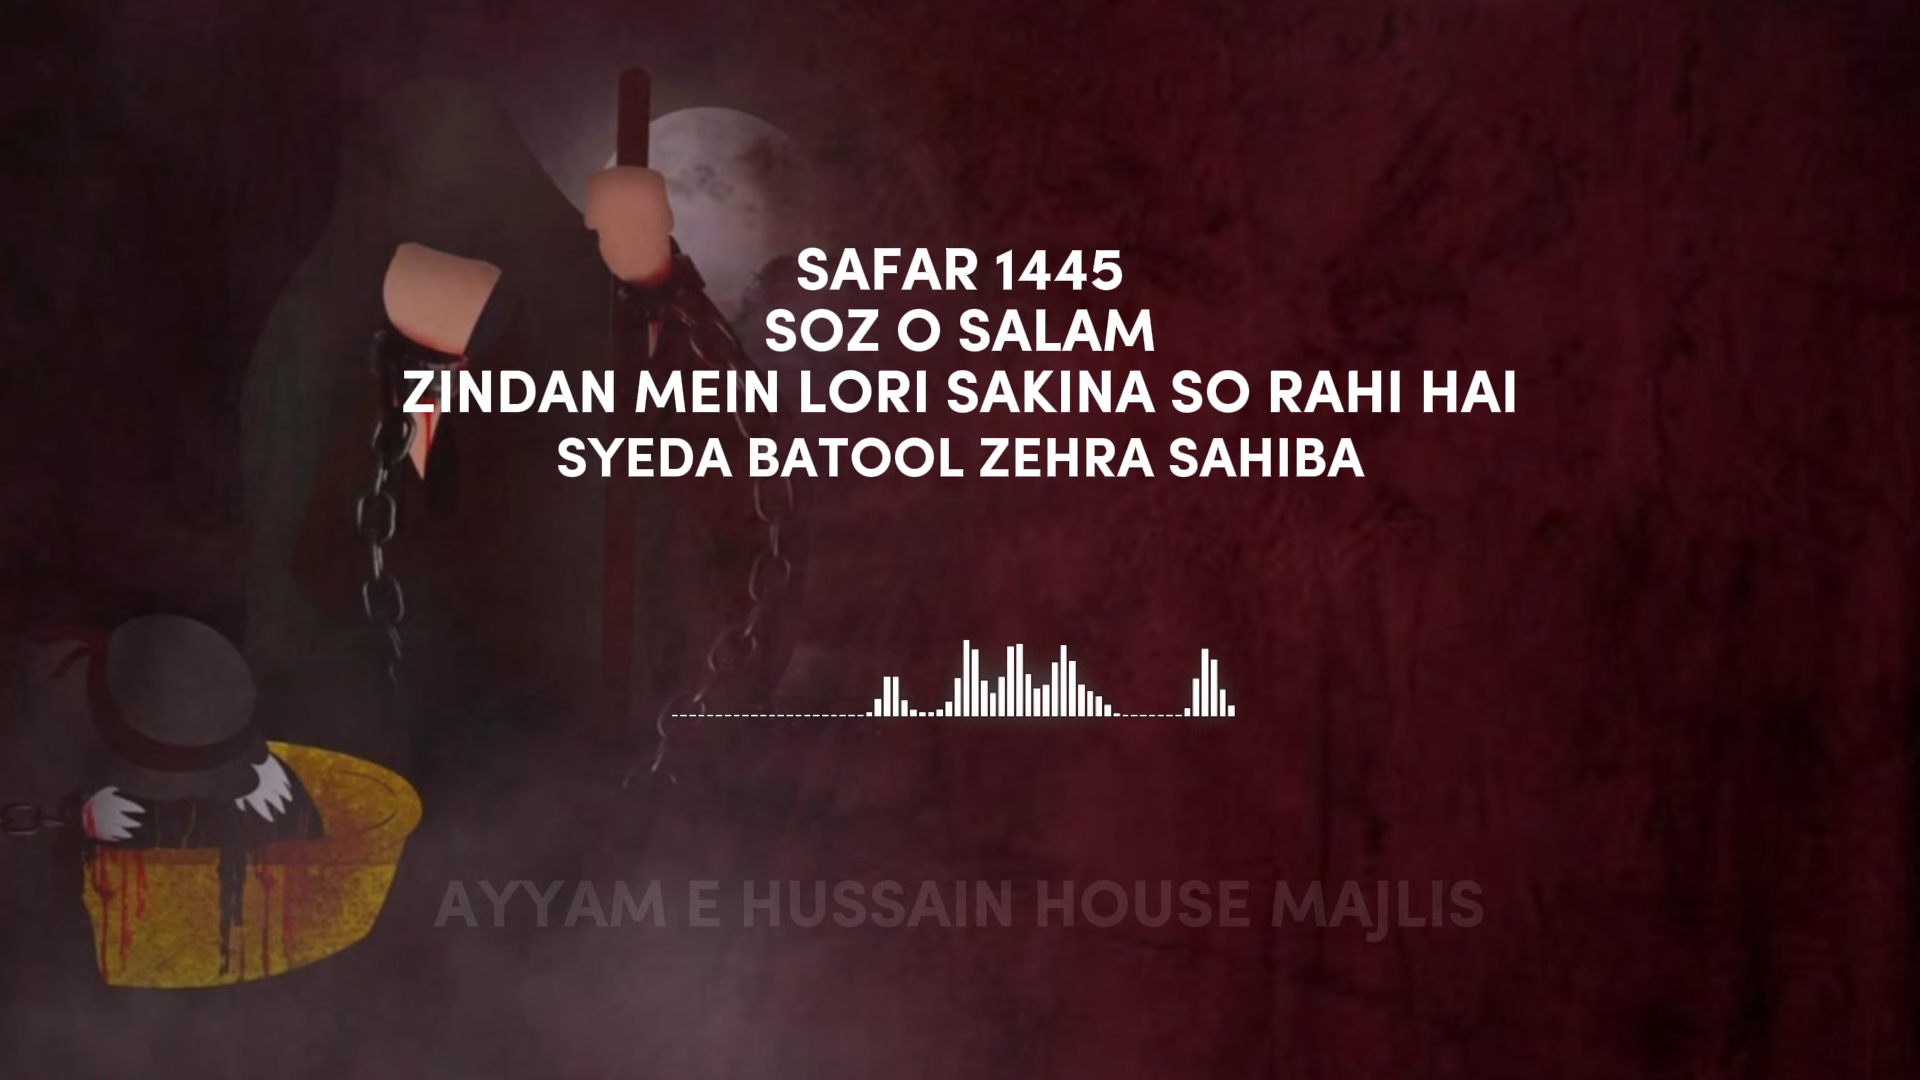 SAFAR 1445
SOZ O SALAM
ZINDAN MEIN LORI SAKINA SO RAHI HAI
SYEDA BATOOL ZEHRA SAHIBA
AYYAM E HUSSAIN HOUSE MAJLIS